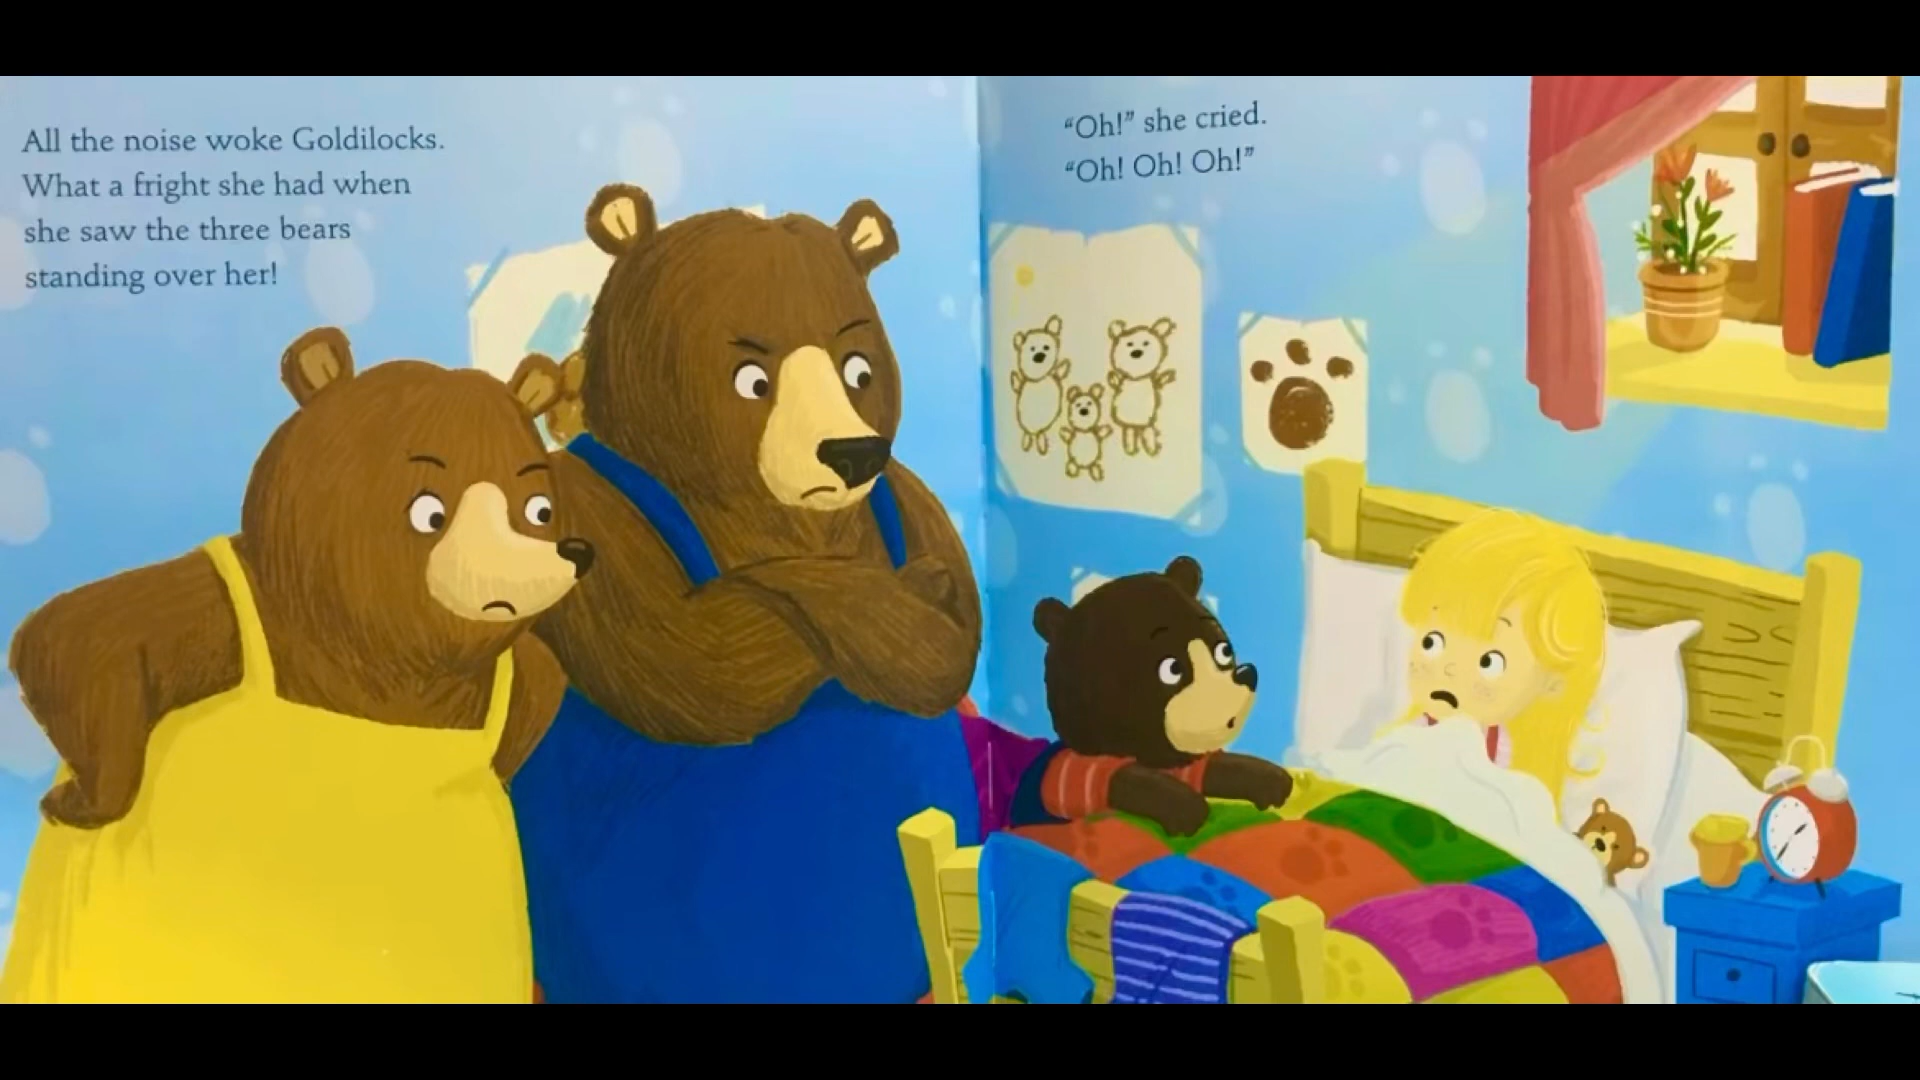 All the noise woke Goldilocks.
What a fright she had when
she saw the three bears
standing over her!
“Oh!” she cried.
“Oh! Oh! Oh!”